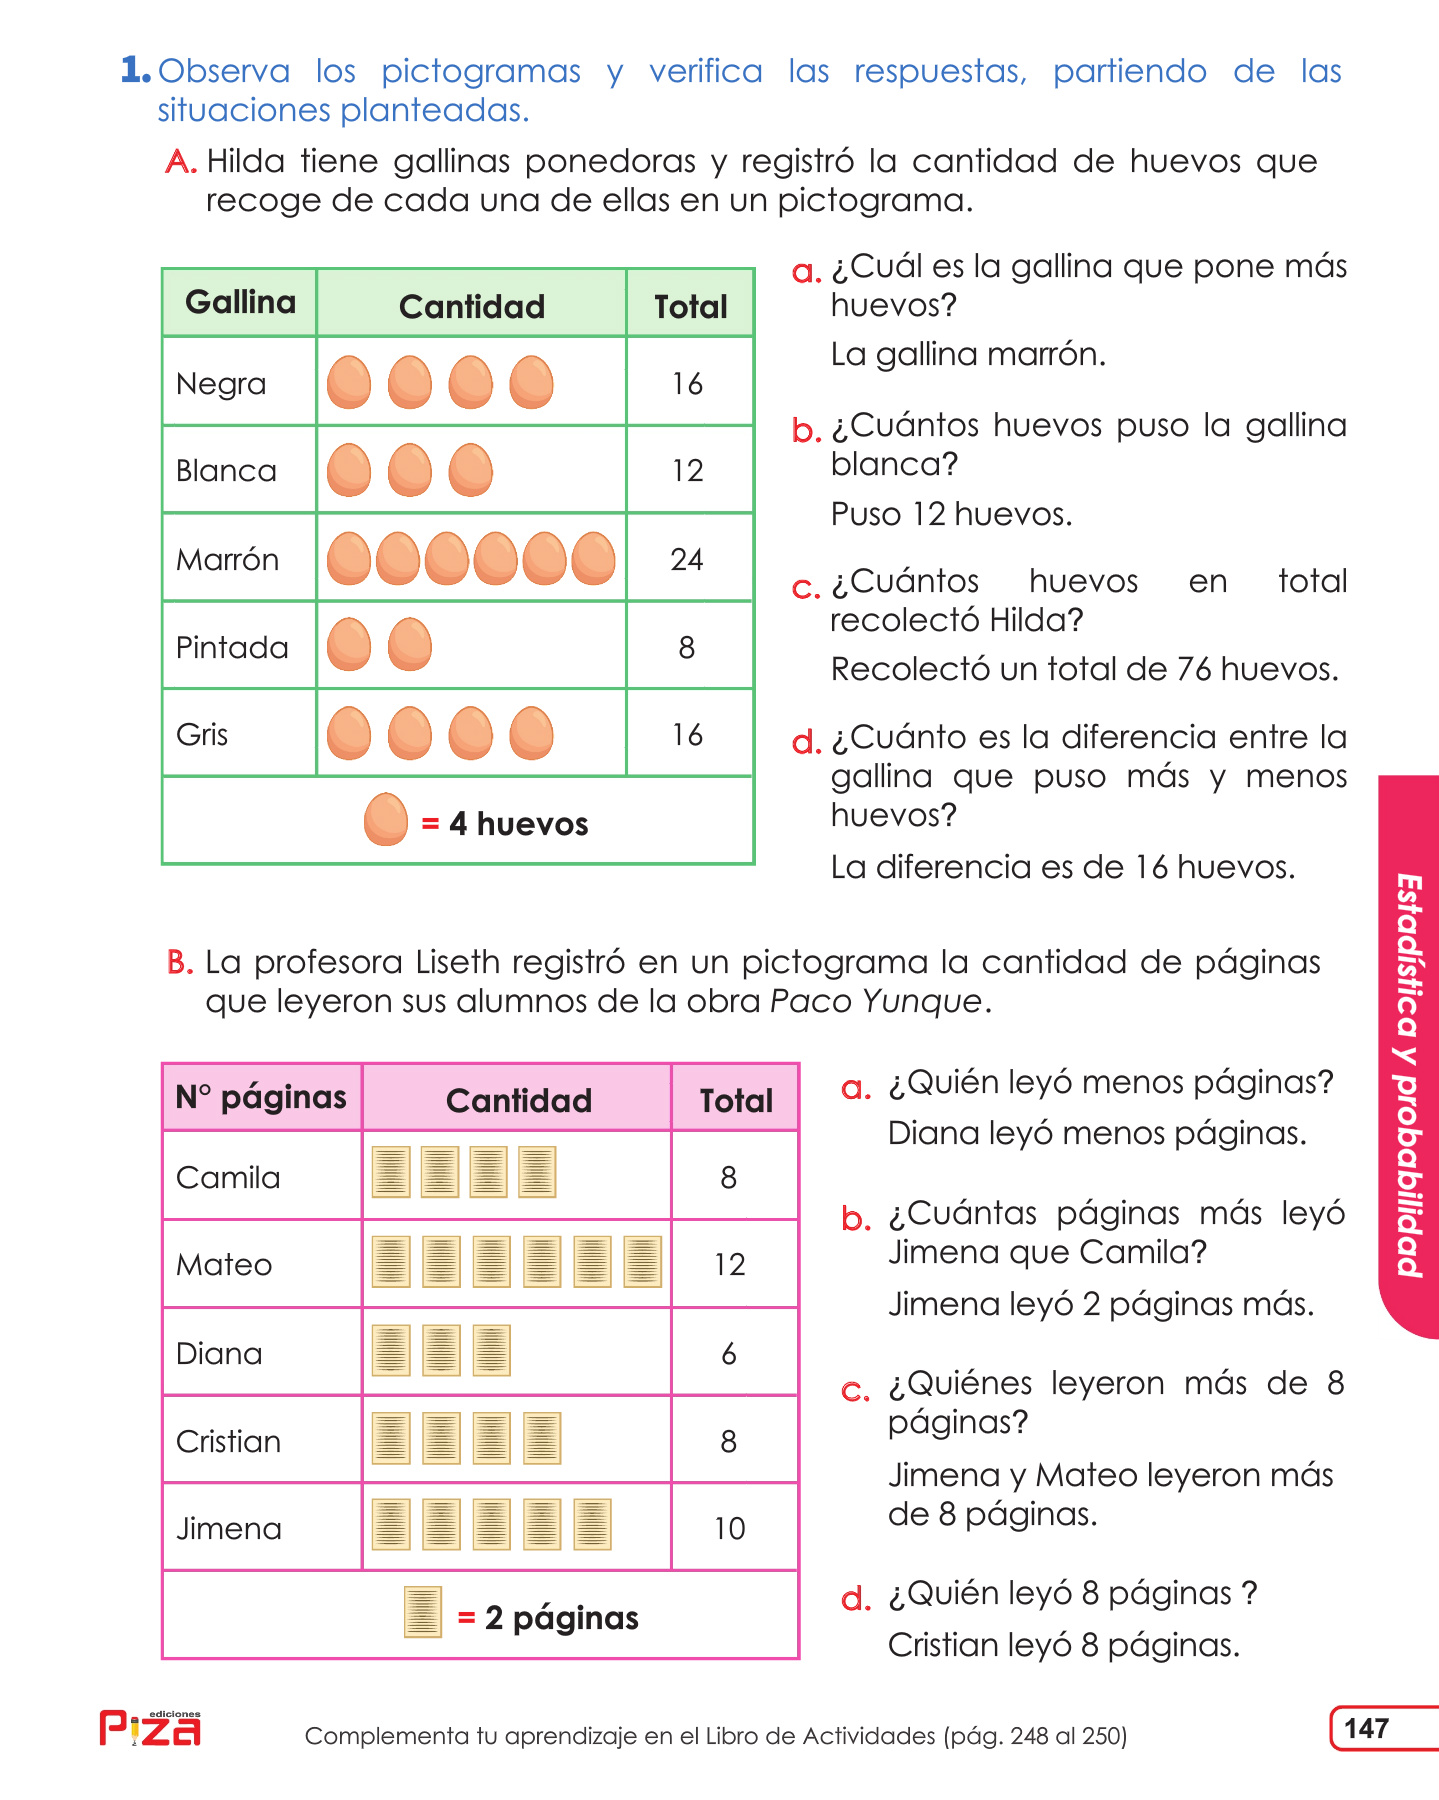 1. Observa los pictogramas y verifica las respuestas, partiendo de las
situaciones planteadas.
A. Hilda tiene gallinas ponedoras y registró la cantidad de huevos que
recoge de cada una de ellas en un pictograma.
Gallina Cantidad Total
Negra 16
Blanca 12
Marrón 24
Pintada 8
Gris 16
= 4 huevos
a. ¿Cuál es la gallina que pone más
huevos?
La gallina marrón.
b. ¿Cuántos huevos puso la gallina
blanca?
Puso 12 huevos.
c. ¿Cuántos huevos en total
recolectó Hilda?
Recolectó un total de 76 huevos.
d. ¿Cuánto es la diferencia entre la
gallina que puso más y menos
huevos?
La diferencia es de 16 huevos.
B. La profesora Liseth registró en un pictograma la cantidad de páginas
que leyeron sus alumnos de la obra Paco Yunque.
N° páginas Cantidad Total
Camila 8
Mateo 12
Diana 6
Cristian 8
Jimena 10
= 2 páginas
a. ¿Quién leyó menos páginas?
Diana leyó menos páginas.
b. ¿Cuántas páginas más leyó
Jimena que Camila?
Jimena leyó 2 páginas más.
c. ¿Quiénes leyeron más de 8
páginas?
Jimena y Mateo leyeron más
de 8 páginas.
d. ¿Quién leyó 8 páginas ?
Cristian leyó 8 páginas.
Estadística y probabilidad
ediciones
PIZA
Complementa tu aprendizaje en el Libro de Actividades (pág. 248 al 250)
147